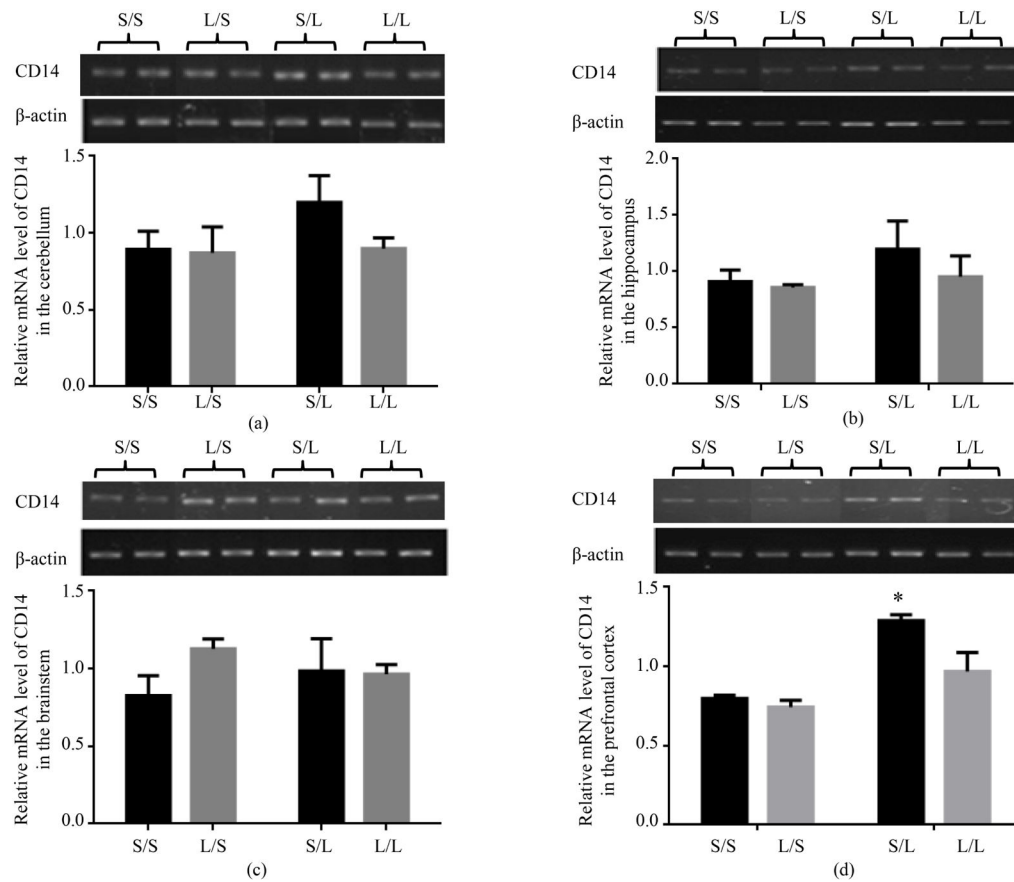 S/S L/S S/L L/L
CD14
β-actin
Relative mRNA level of CD14
in the cerebellum
1.5
1.0
0.5
0.0
S/S L/S S/L L/L
(a)
S/S L/S S/L L/L
CD14
β-actin
Relative mRNA level of CD14
in the hippocampus
2.0
1.5
1.0
0.5
0.0
S/S L/S S/L L/L
(b)
S/S L/S S/L L/L
CD14
β-actin
Relative mRNA level of CD14
in the brainstem
1.5
1.0
0.5
0.0
S/S L/S S/L L/L
(c)
S/S L/S S/L L/L
CD14
β-actin
Relative mRNA level of CD14
in the prefrontal cortex
1.5
1.0
0.5
0.0
*
S/S L/S S/L L/L
(d)